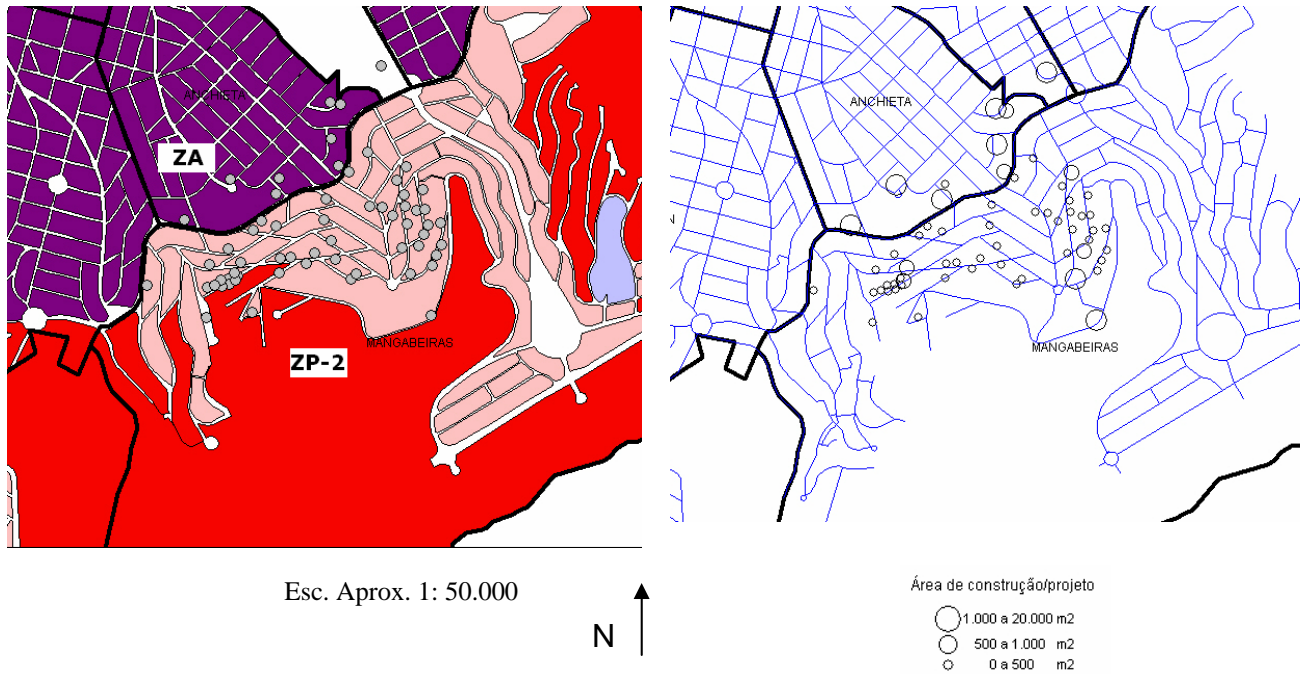 ANCHIETA
ZA
ZP-2
MANGABEIRAS
ANCHIETA
N
MANGABEIRAS
Esc. Aprox. 1: 50.000
N
Área de construção/projeto
1.000 a 20.000 m2
500 a 1.000 m2
0 a 500 m2